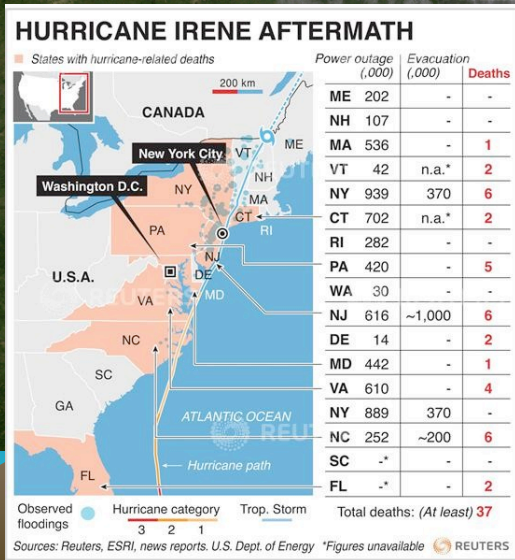 HURRICANE IRENE AFTERMATH
States with hurricane-related deaths
Power outage (,000) Evacuation (,000) Deaths
200 km
CANADA
New York City
Washington D.C.
U.S.A.
VT
ME
NH
MA
NY
CT
RI
PA
NJ
DE
MD
VA
NC
SC
GA
FL
ATLANTIC OCEAN
Hurricane path
REUTERS
ME 202 - -
NH 107 - -
MA 536 - 1
VT 42 n.a.* 2
NY 939 370 6
CT 702 n.a.* 2
RI 282 - -
PA 420 - 5
WA 30 - -
NJ 616 ~1,000 6
DE 14 - 2
MD 442 - 1
VA 610 - 4
NY 889 370 -
NC 252 ~200 6
SC -* - -
FL -* - 2
Total deaths: (At least) 37
Observed floodings
Hurricane category
3 2 1
Trop. Storm
Sources: Reuters, ESRI, news reports. U.S. Dept. of Energy *Figures unavailable REUTERS